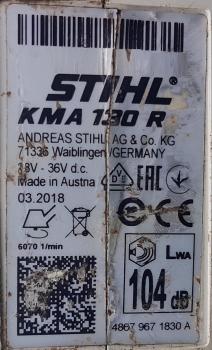 STIHL
KMA 130 R
ANDREAS STIHL AG & Co. KG
71336 Waiblingen/GERMANY
36V d.c.
Made in Austria
03.2018
EAC
CE
6070 1/min
LWA
104 dB
4867 967 1830 A